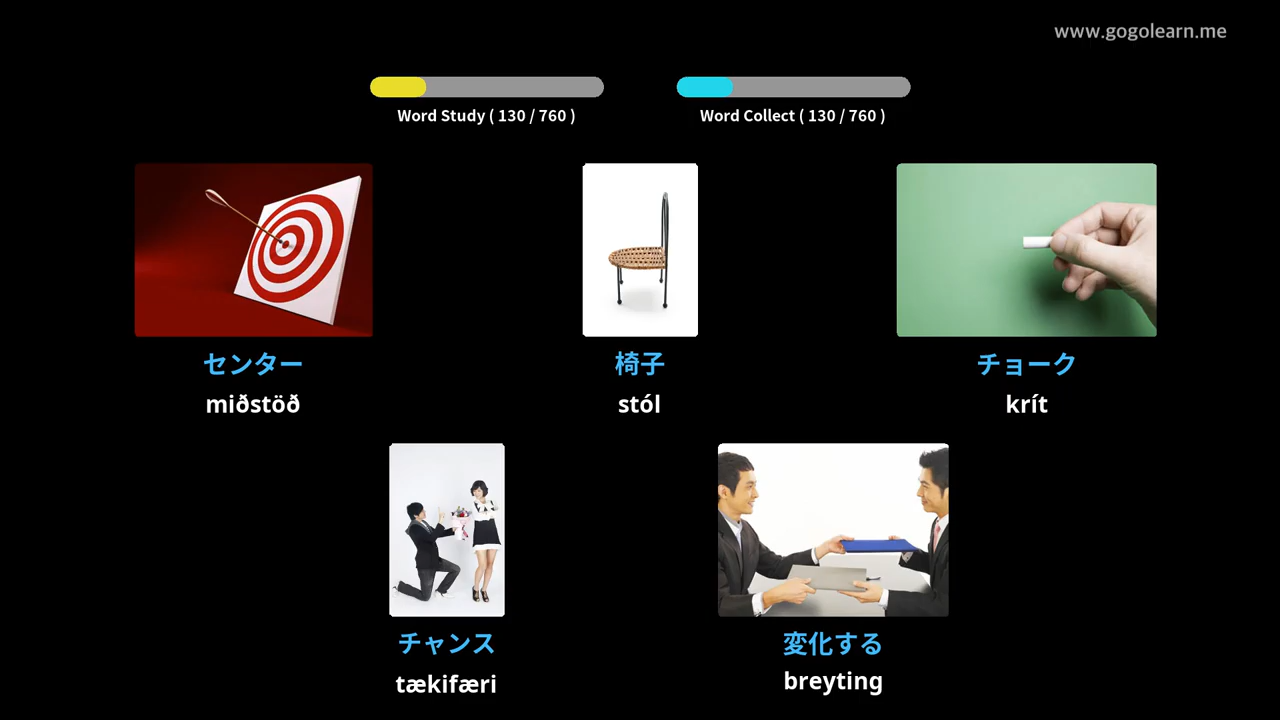 www.gogolearn.me
Word Study ( 130 / 760 )
Word Collect ( 130 / 760 )
センター
miðstöð
椅子
stól
チョーク
krít
チャンス
tækifæri
変化する
breyting